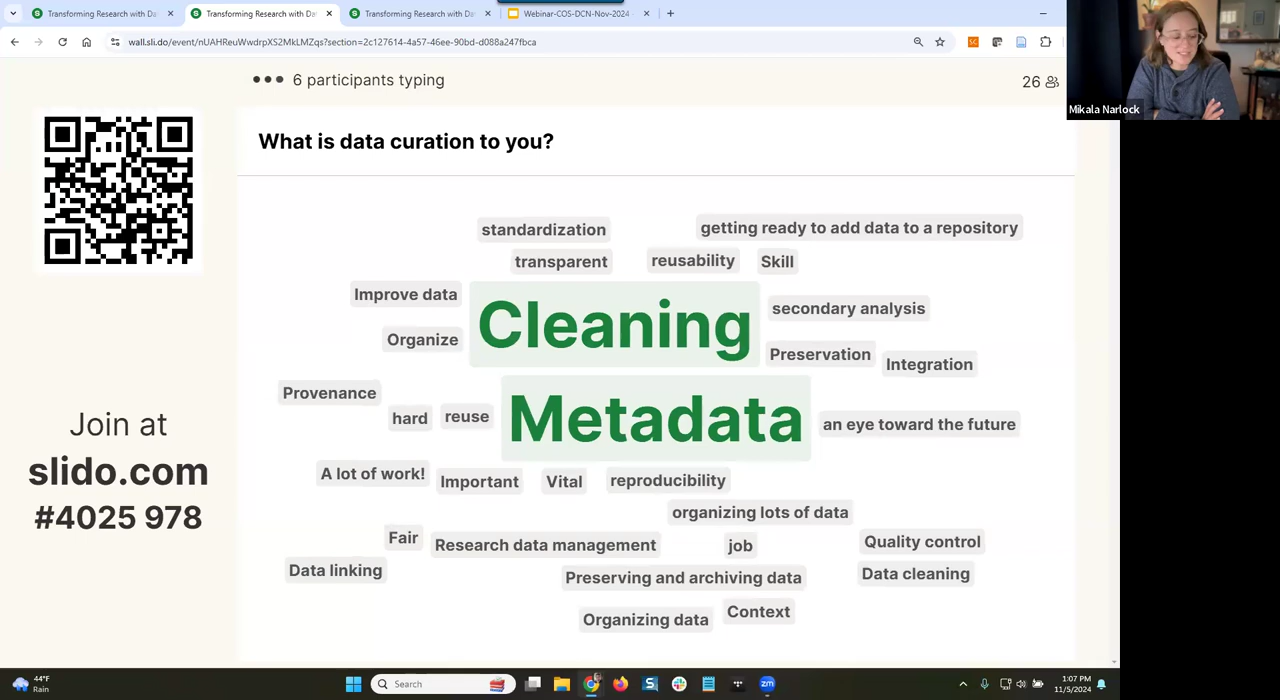 Transforming Research with Da
Transforming Research with Da
Transforming Research with Da
Webinar-COS-DCN-Nov-2024
wall.sli.do/event/nUAHReuWwdrpXS2MkLMZqs?section=2c127614-a57-46ee-90bd-d088a247fbca
6 participants typing
26
Mikala Narlock
What is data curation to you?
standardization
getting ready to add data to a repository
transparent
reusability
Skill
Improve data
Cleaning
secondary analysis
Organize
Preservation
Integration
Provenance
hard
reuse
Metadata
an eye toward the future
A lot of work!
Important
Vital
reproducibility
organizing lots of data
Fair
Research data management
job
Quality control
Data linking
Preserving and archiving data
Data cleaning
Organizing data
Context
Join at
slido.com
#4025 978
44°F
Rain
Search
zm
1:07 PM
11/5/2024